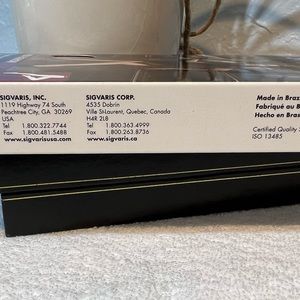 SIGVARIS, INC.
1119 Highway 74 South
Peachtree City, GA 30269
USA
Tel 1.800.322.7744
Fax 1.800.481.5488
www.sigvarisusa.com
SIGVARIS CORP.
4535 Dobrin
Ville St-Laurent, Quebec, Canada
H4R 2L8
Tel 1.800.363.4999
Fax 1.800.263.8736
www.sigvaris.ca
Made in Braz
Fabriqué au B
Hecho en Bras
Certified Quality
ISO 13485